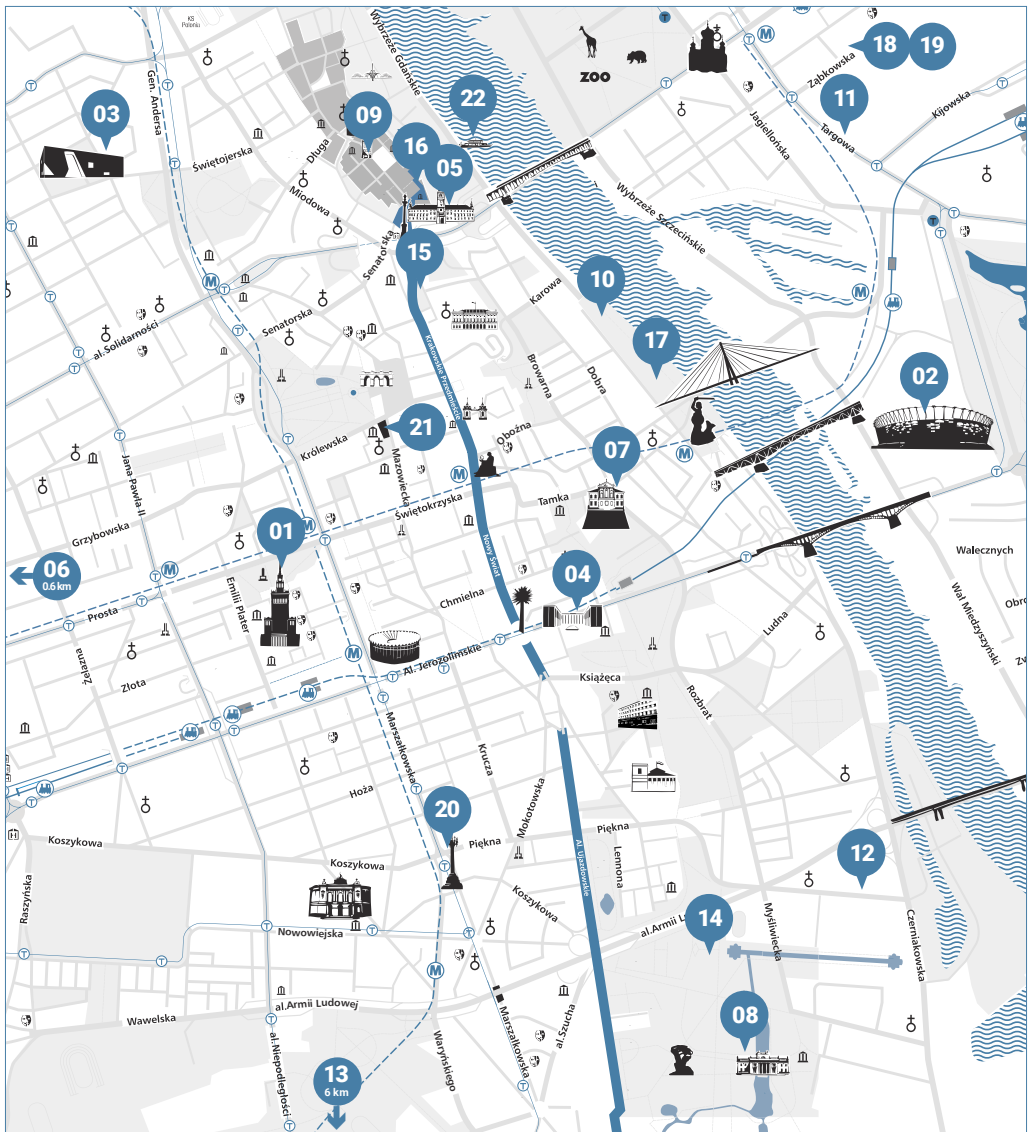 KS
Polonia
Wybrzeże Gdańskie
Gen. Andersa
ZOO
M
18
19
Ząbkowska
03
09
22
11
Kijowska
Jagiellońska
Targowa
Świętojerska
Długa
16
05
Miodowa
Wybrzeże Szczecińskie
Senatorska
15
M
10
Karowa
M
Senatorska
al.Solidarności
17
Krakowskie Przedmieście
Browarna
Dobra
02
21
Królewska
Oboźna
07
Jana Pawła II
Mazowiecka
M
M
Świętokrzyska
Tamka
Grzybowska
01
M
Nowy Świat
Walecznych
06
0.6 km
M
04
Emilii Plater
Chmielna
Prosta
Ludna
Wał Miedzyszyński
Obro
Żelazna
M
Al. Jerozolimskie
Zw
Złota
Książęca
Rozbrat
Marszałkowska
Krucza
Hoża
Mokotowska
20
Piękna
Piękna
Koszykowa
Koszykowa
Al. Ujazdowskie
Lennona
12
Raszyńska
Koszykowa
14
al.Armii L
Myśliwiecka
Czerniakowska
Nowowiejska
M
al.Armii Ludowej
Wawelska
al.Szucha
08
Marszałkowska
al.Niepodległości
Waryńskiego
13
6 km